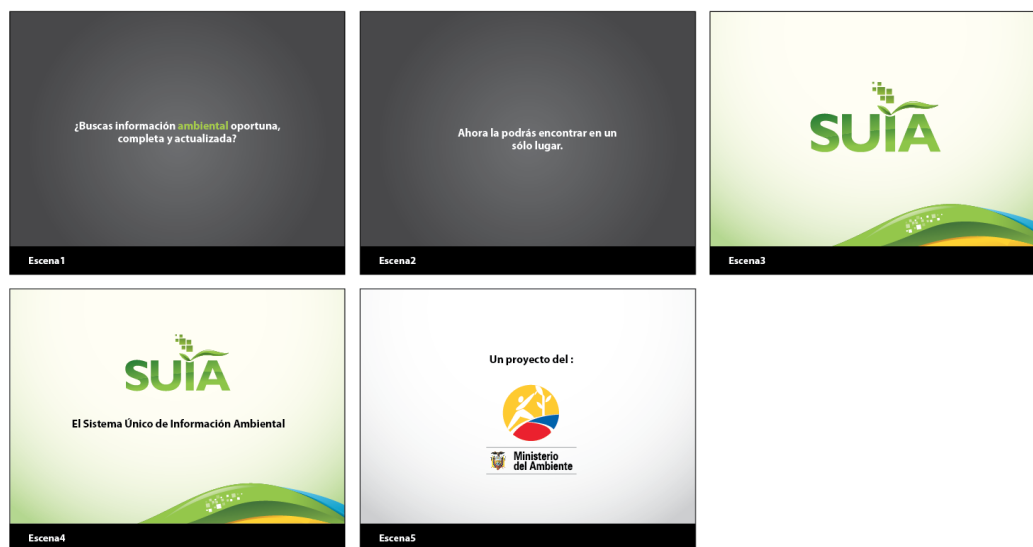 ¿Buscas información ambiental oportuna,
completa y actualizada?
Escena1
Ahora la podrás encontrar en un
sólo lugar.
Escena2
SUIA
Escena3
SUIA
El Sistema Único de Información Ambiental
Escena4
Un proyecto del :
Ministerio
del Ambiente
Escena5